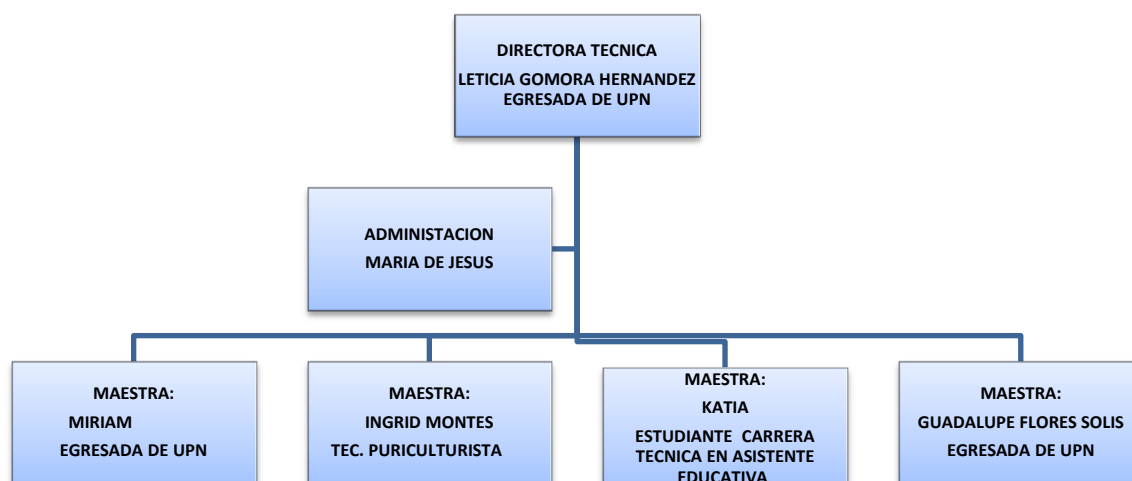 DIRECTORA TECNICA
LETICIA GOMORA HERNANDEZ
EGRESADA DE UPN
ADMINISTACION
MARIA DE JESUS
MAESTRA:
MIRIAM
EGRESADA DE UPN
MAESTRA:
INGRID MONTES
TEC. PURICULTURISTA
MAESTRA:
KATIA
ESTUDIANTE CARRERA
TECNICA EN ASISTENTE
EDUCATIVA
MAESTRA:
GUADALUPE FLORES SOLIS
EGRESADA DE UPN